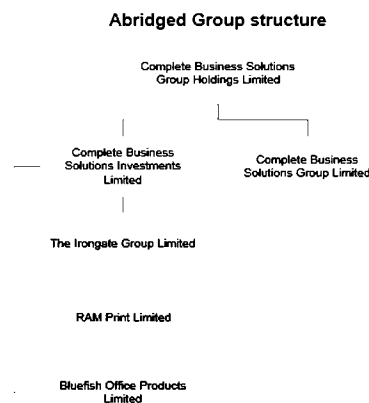 Abridged Group structure
Complete Business Solutions
Group Holdings Limited
Complete Business
Solutions Investments
Limited
Complete Business
Solutions Group Limited
The Irongate Group Limited
RAM Print Limited
Bluefish Office Products
Limited